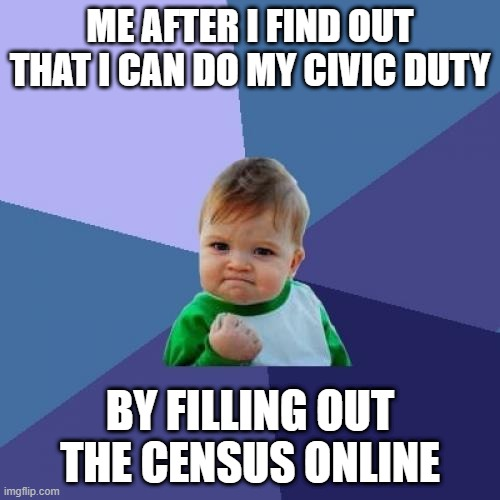 ME AFTER I FIND OUT
THAT I CAN DO MY CIVIC DUTY
BY FILLING OUT
THE CENSUS ONLINE
imgflip.com